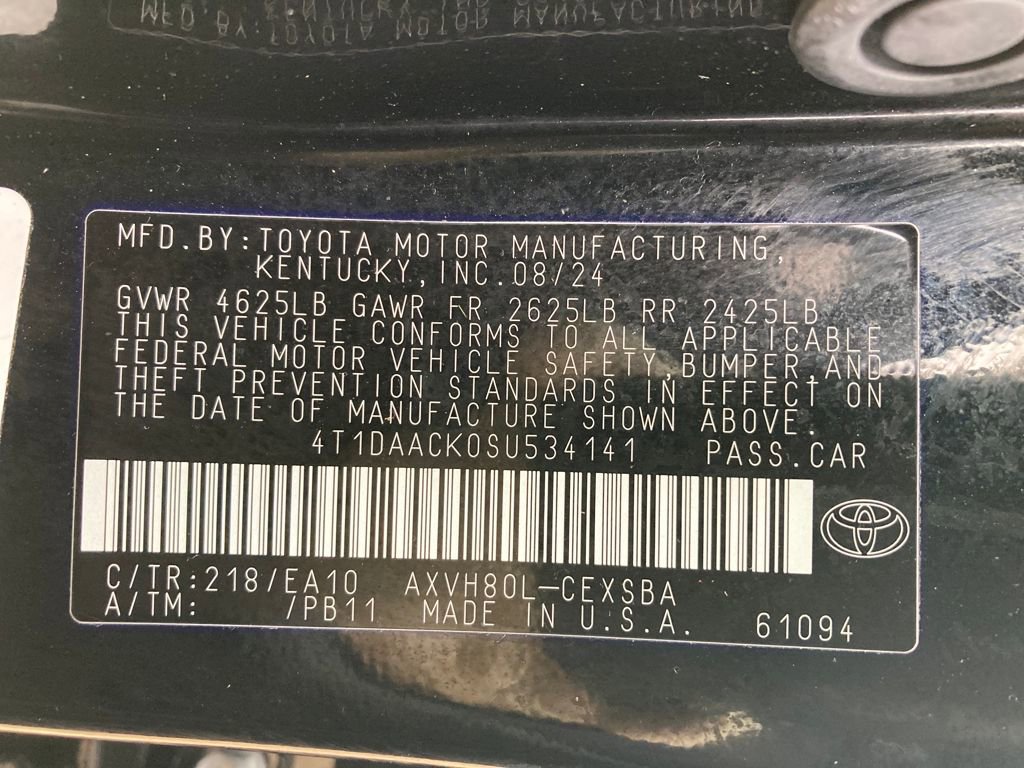 MFD.BY:TOYOTA MOTOR MANUFACTURING,
KENTUCKY,INC.08/24
GVWR 4625LB GAWR FR 2625LB RR 2425LB
THIS VEHICLE CONFORMS TO ALL APPLICABLE
FEDERAL MOTOR VEHICLE SAFETY,BUMPER,AND
THEFT PREVENTION STANDARDS IN EFFECT ON
THE DATE OF MANUFACTURE SHOWN ABOVE.
4T1DAACK0SU534141 PASS.CAR
C/TR:218/EA10 AXVH80L-CEXSBA
A/TM: /PB11 MADE IN U.S.A. 61094